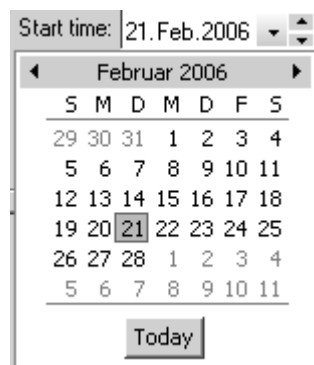 Start time: 21.Feb.2006
Februar 2006
S M D M D F S
29 30 31 1 2 3 4
5 6 7 8 9 10 11
12 13 14 15 16 17 18
19 20 21 22 23 24 25
26 27 28 1 2 3 4
5 6 7 8 9 10 11
Today